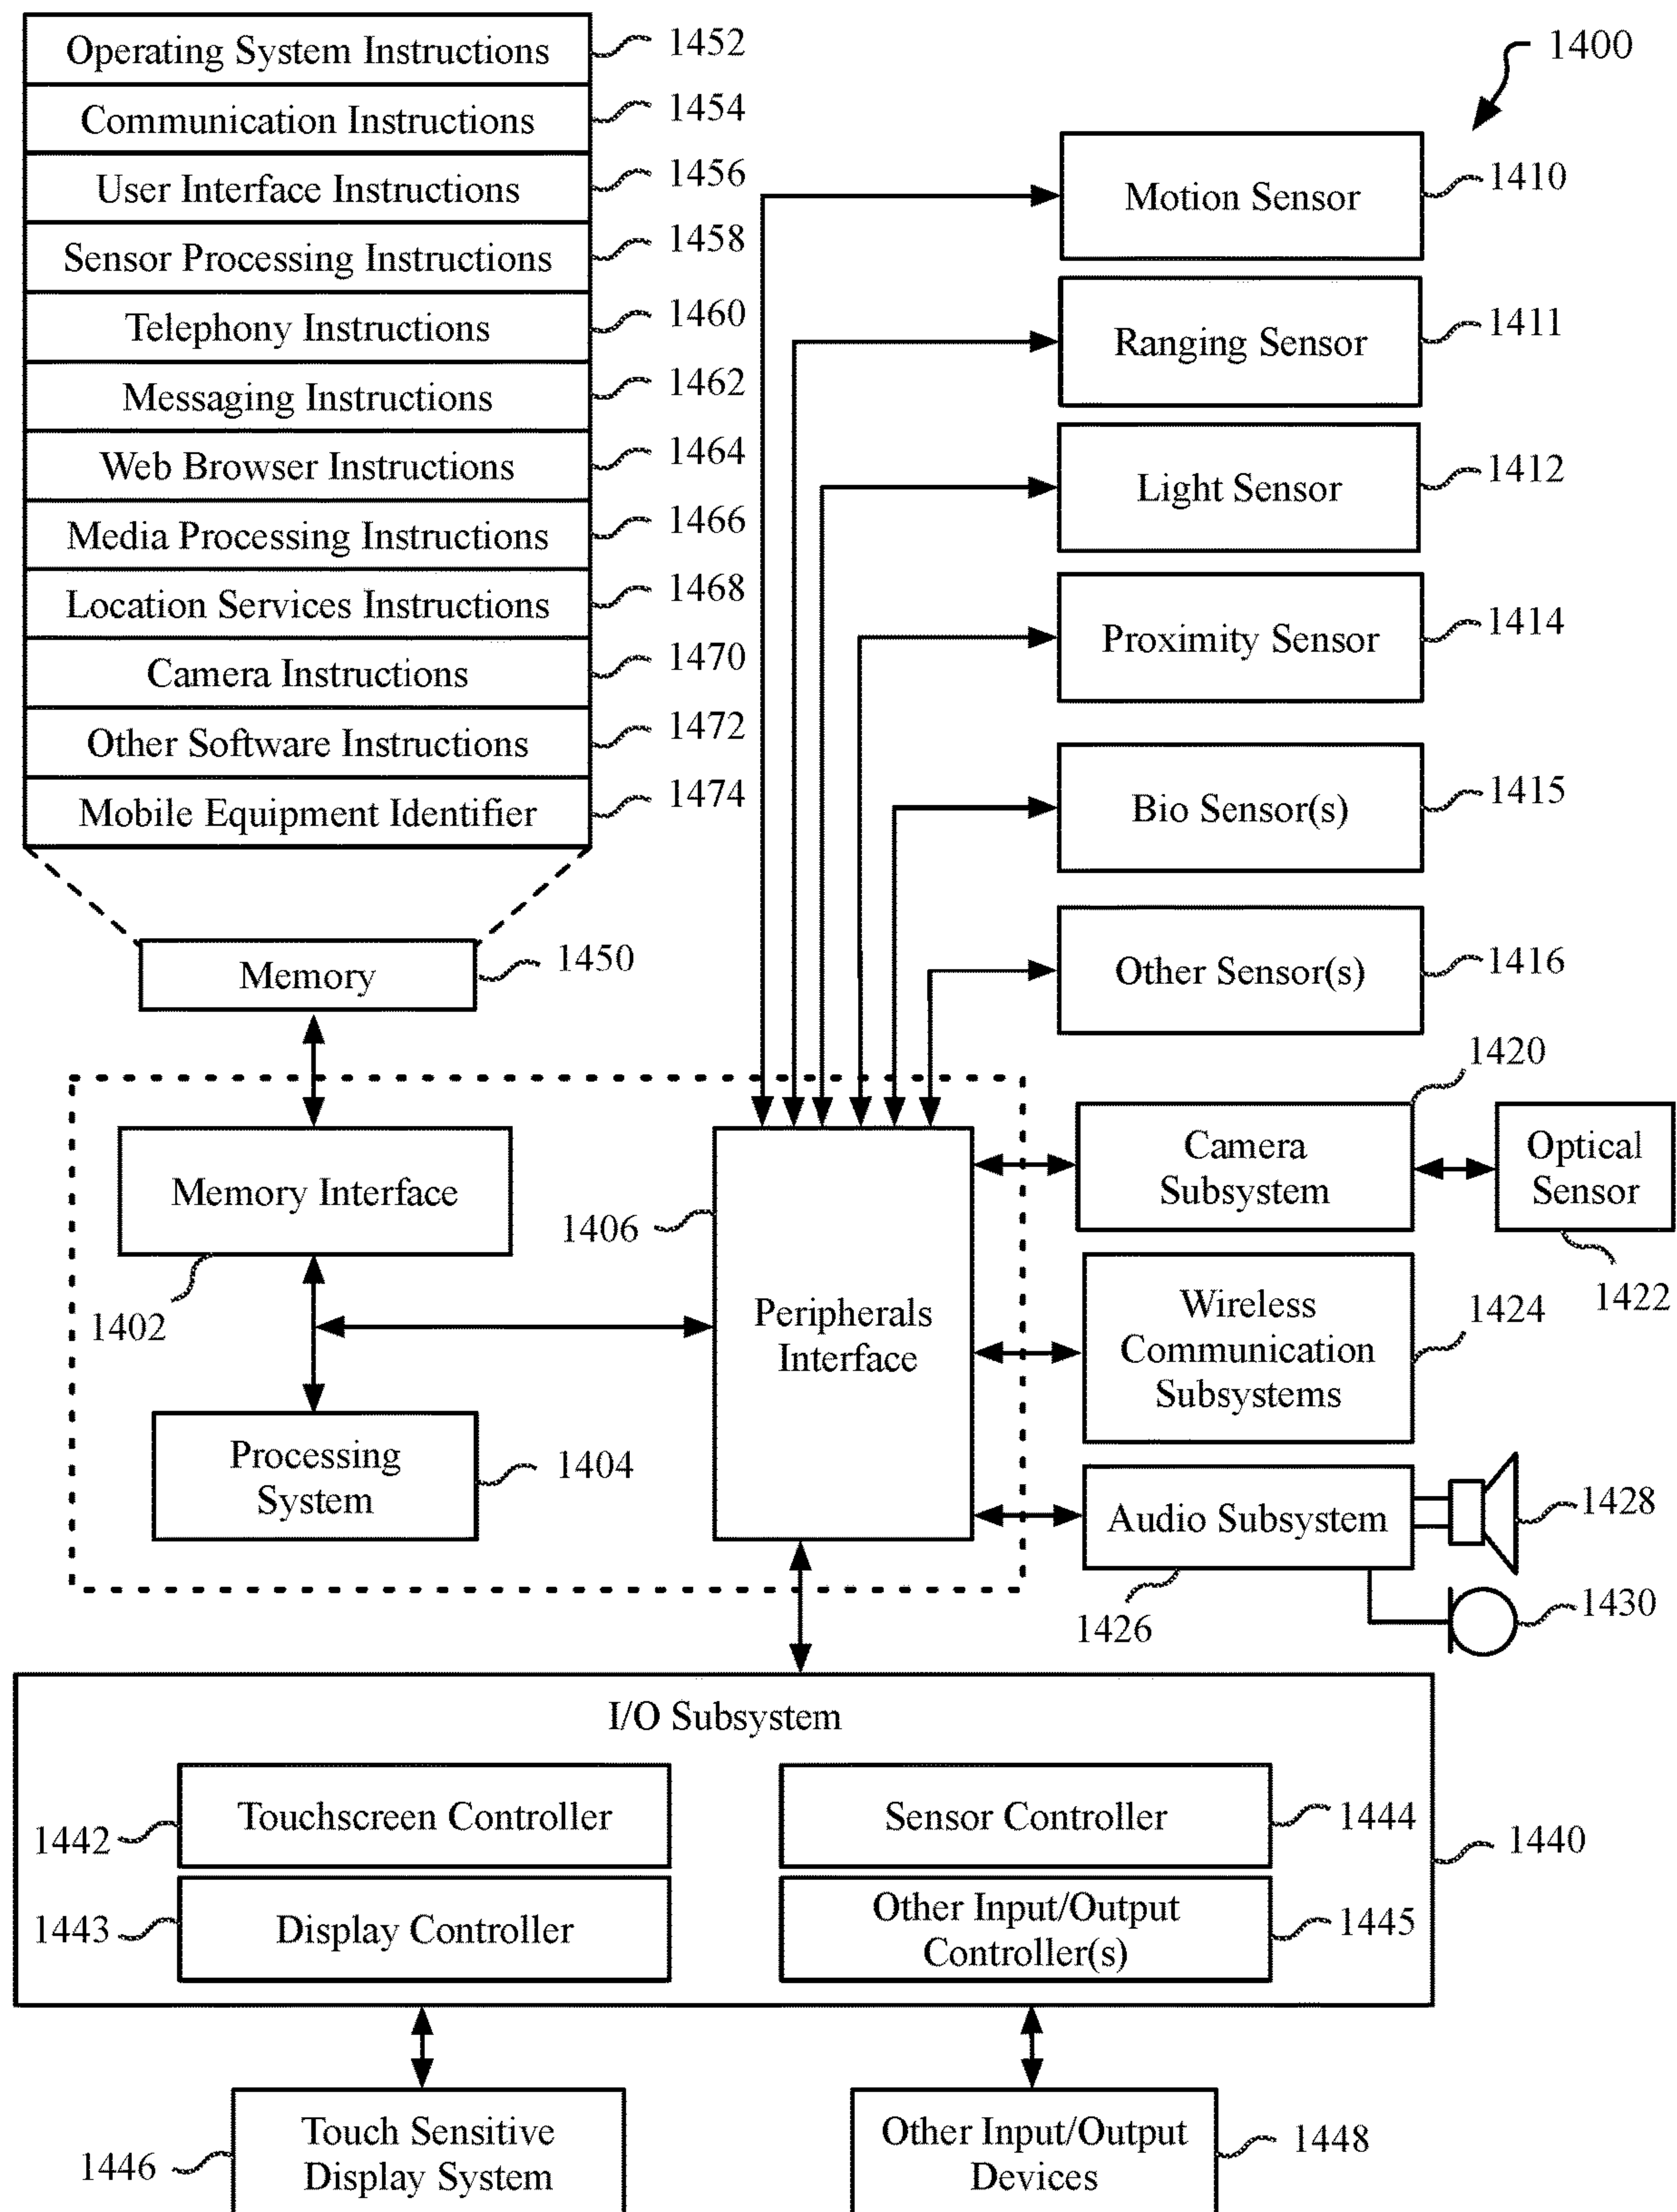 Operating System Instructions
1452
Communication Instructions
1454
User Interface Instructions
1456
Sensor Processing Instructions
1458
Telephony Instructions
1460
Messaging Instructions
1462
Web Browser Instructions
1464
Media Processing Instructions
1466
Location Services Instructions
1468
Camera Instructions
1470
Other Software Instructions
1472
Mobile Equipment Identifier
1474
Memory
1450
1400
Motion Sensor
1410
Ranging Sensor
1411
Light Sensor
1412
Proximity Sensor
1414
Bio Sensor(s)
1415
Other Sensor(s)
1416
Memory Interface
1402
Processing
System
1404
1406
Peripherals
Interface
1420
Camera
Subsystem
Optical
Sensor
1422
Wireless
Communication
Subsystems
1424
Audio Subsystem
1426
1428
1430
I/O Subsystem
1440
1442
Touchscreen Controller
Sensor Controller
1444
1443
Display Controller
Other Input/Output
Controller(s)
1445
1446
Touch Sensitive
Display System
Other Input/Output
Devices
1448